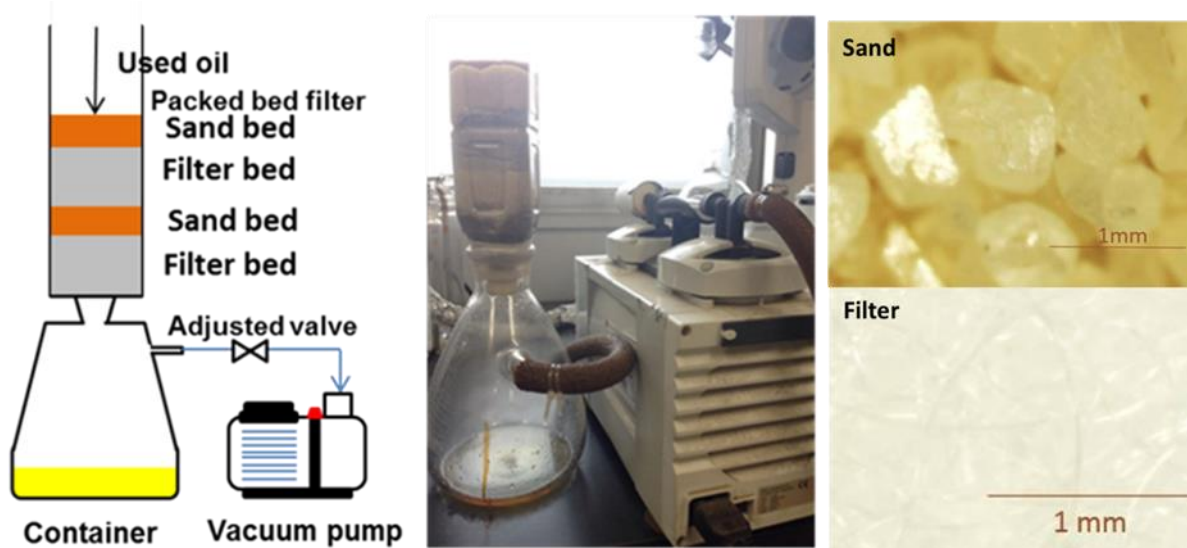 Used oil
Packed bed filter
Sand bed
Filter bed
Sand bed
Filter bed
Adjusted valve
Container
Vacuum pump
Sand
1mm
Filter
1 mm